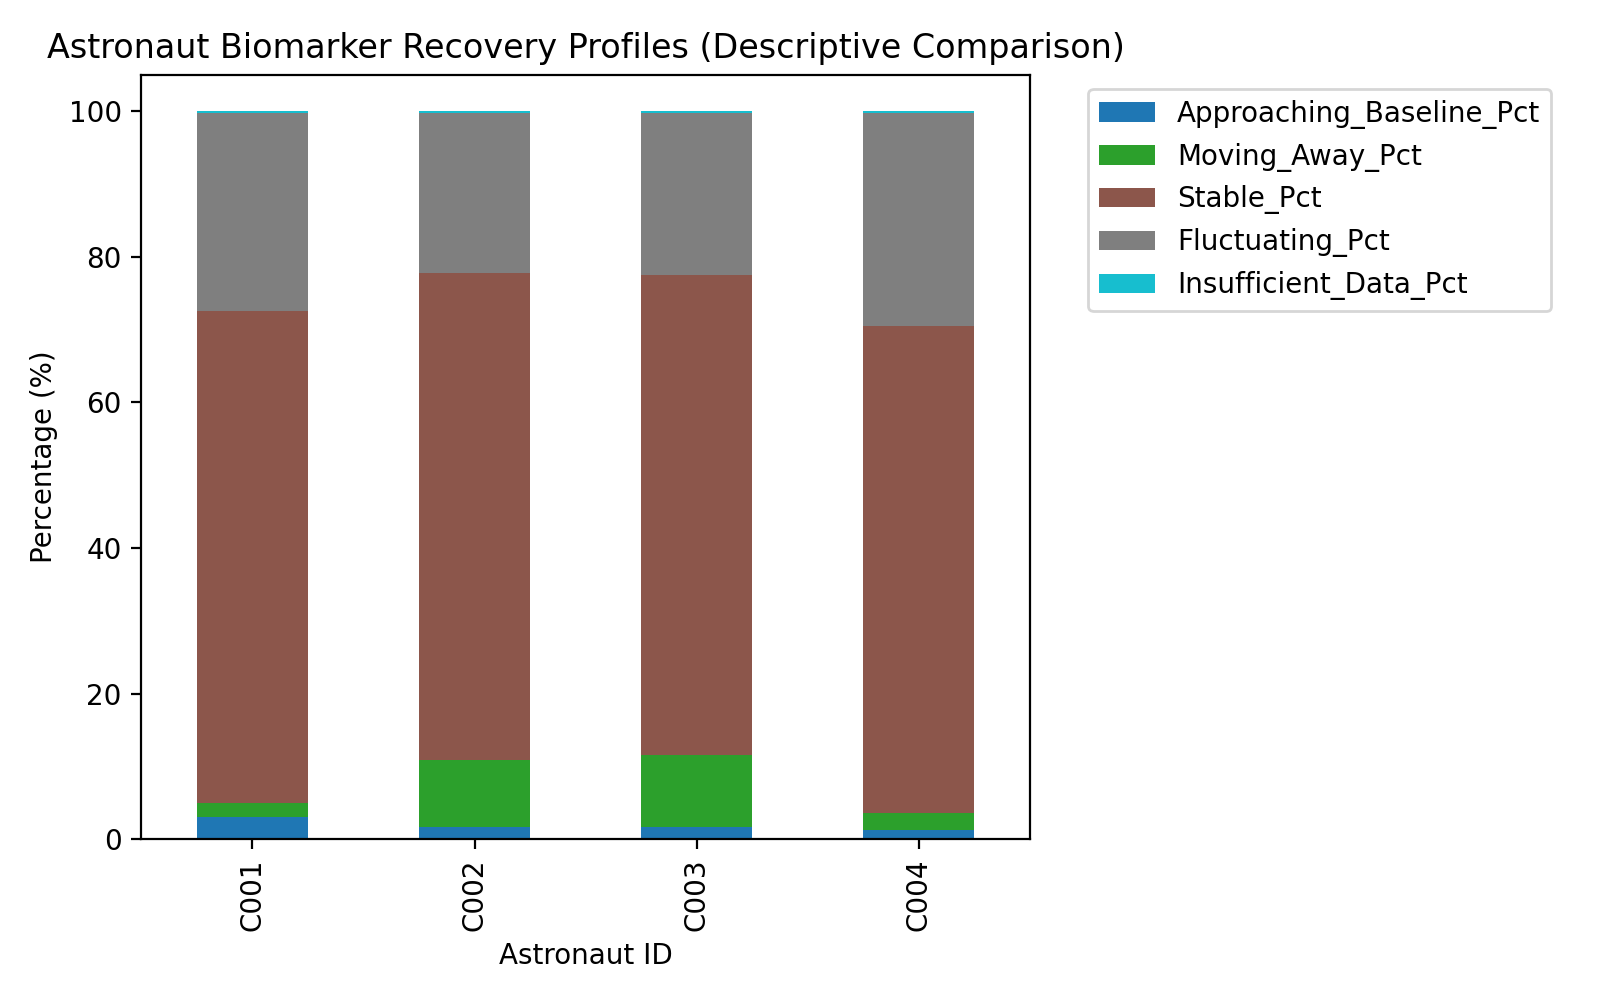 Astronaut Biomarker Recovery Profiles (Descriptive Comparison)
Percentage (%)
100
80
60
40
20
0
C001
C002
C003
C004
Astronaut ID
Approaching_Baseline_Pct
Moving_Away_Pct
Stable_Pct
Fluctuating_Pct
Insufficient_Data_Pct